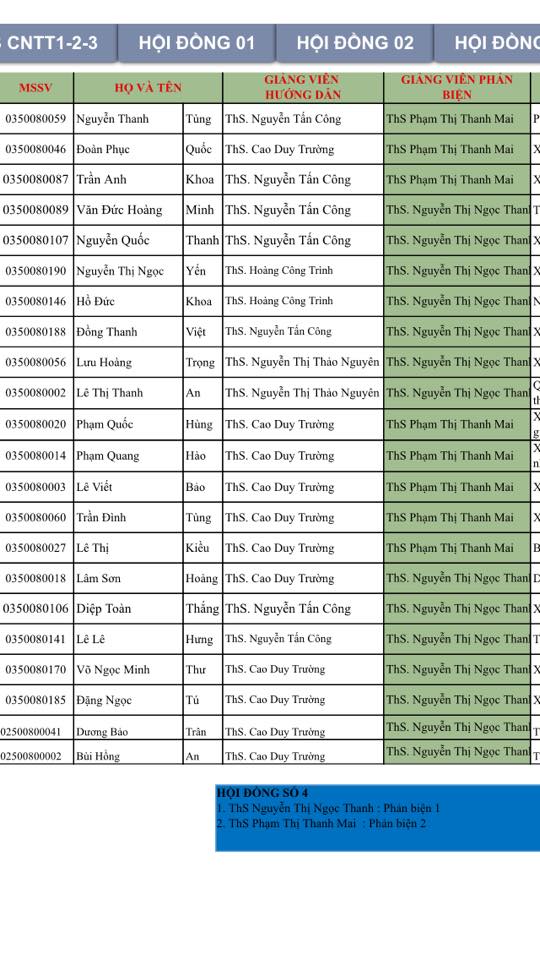 CNTT1-2-3 HỘI ĐỒNG 01 HỘI ĐỒNG 02 HỘI ĐỒNG
MSSV HỌ VÀ TÊN GIẢNG VIÊN HƯỚNG DẪN GIẢNG VIÊN PHẢN BIỆN
0350080059 Nguyễn Thanh Tùng ThS. Nguyễn Tấn Công ThS Phạm Thị Thanh Mai P
0350080046 Đoàn Phục Quốc ThS. Cao Duy Trường ThS Phạm Thị Thanh Mai X
0350080087 Trần Anh Khoa ThS. Nguyễn Tấn Công ThS Phạm Thị Thanh Mai X
0350080089 Văn Đức Hoàng Minh ThS. Nguyễn Tấn Công ThS. Nguyễn Thị Ngọc Thanh T
0350080107 Nguyễn Quốc Thanh ThS. Nguyễn Tấn Công ThS. Nguyễn Thị Ngọc Thanh X
0350080190 Nguyễn Thị Ngọc Yến ThS. Hoàng Công Trình ThS. Nguyễn Thị Ngọc Thanh X
0350080146 Hồ Đức Khoa ThS. Hoàng Công Trình ThS. Nguyễn Thị Ngọc Thanh N
0350080188 Đồng Thanh Việt ThS. Nguyễn Tấn Công ThS. Nguyễn Thị Ngọc Thanh X
0350080056 Lưu Hoàng Trọng ThS. Nguyễn Thị Thảo Nguyên ThS. Nguyễn Thị Ngọc Thanh X
0350080002 Lê Thị Thanh An ThS. Nguyễn Thị Thảo Nguyên ThS. Nguyễn Thị Ngọc Thanh
0350080020 Phạm Quốc Hùng ThS. Cao Duy Trường ThS Phạm Thị Thanh Mai X
0350080014 Phạm Quang Hào ThS. Cao Duy Trường ThS Phạm Thị Thanh Mai X
0350080003 Lê Viết Bảo ThS. Cao Duy Trường ThS Phạm Thị Thanh Mai X
0350080060 Trần Đình Tùng ThS. Cao Duy Trường ThS Phạm Thị Thanh Mai X
0350080027 Lê Thị Kiều ThS. Cao Duy Trường ThS Phạm Thị Thanh Mai B
0350080018 Lâm Sơn Hoàng ThS. Cao Duy Trường ThS. Nguyễn Thị Ngọc Thanh D
0350080106 Diệp Toàn Thắng ThS. Nguyễn Tấn Công ThS. Nguyễn Thị Ngọc Thanh X
0350080141 Lê Lê Hưng ThS. Nguyễn Tấn Công ThS. Nguyễn Thị Ngọc Thanh T
0350080170 Võ Ngọc Minh Thư ThS. Cao Duy Trường ThS. Nguyễn Thị Ngọc Thanh X
0350080185 Đặng Ngọc Tú ThS. Cao Duy Trường ThS. Nguyễn Thị Ngọc Thanh X
02500800041 Dương Bảo Trân ThS. Cao Duy Trường ThS. Nguyễn Thị Ngọc Thanh T
02500800002 Bùi Hồng An ThS. Cao Duy Trường ThS. Nguyễn Thị Ngọc Thanh T
HỘI ĐỒNG SỐ 4
1. ThS Nguyễn Thị Ngọc Thanh : Phản biện 1
2. ThS Phạm Thị Thanh Mai : Phản biện 2